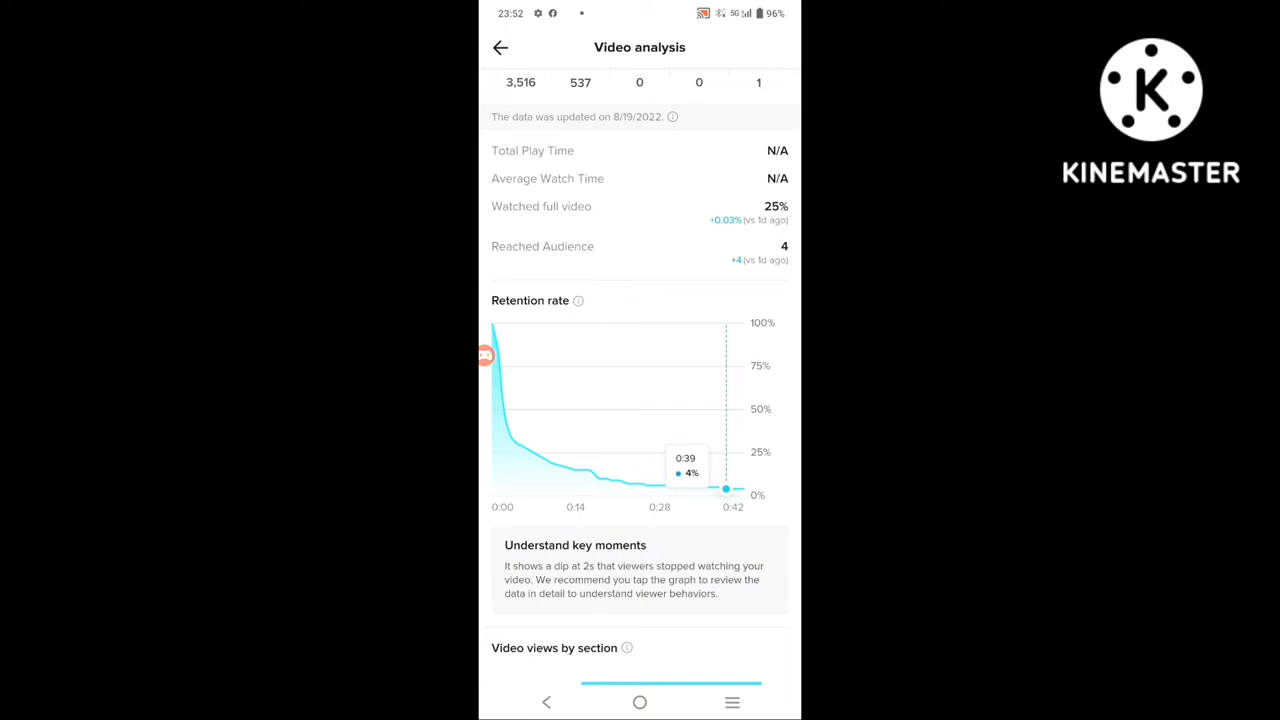 23:52 5G 96%
Video analysis
3,516 537 0 0 1
The data was updated on 8/19/2022.
Total Play Time N/A
Average Watch Time N/A
Watched full video 25%
+0.03% (vs 1d ago)
Reached Audience 4
+4 (vs 1d ago)
Retention rate
100%
75%
50%
25%
0%
0:39
4%
0:00 0:14 0:28 0:42
Understand key moments
It shows a dip at 2s that viewers stopped watching your
video. We recommend you tap the graph to review the
data in detail to understand viewer behaviors.
Video views by section
K
KINEMASTER